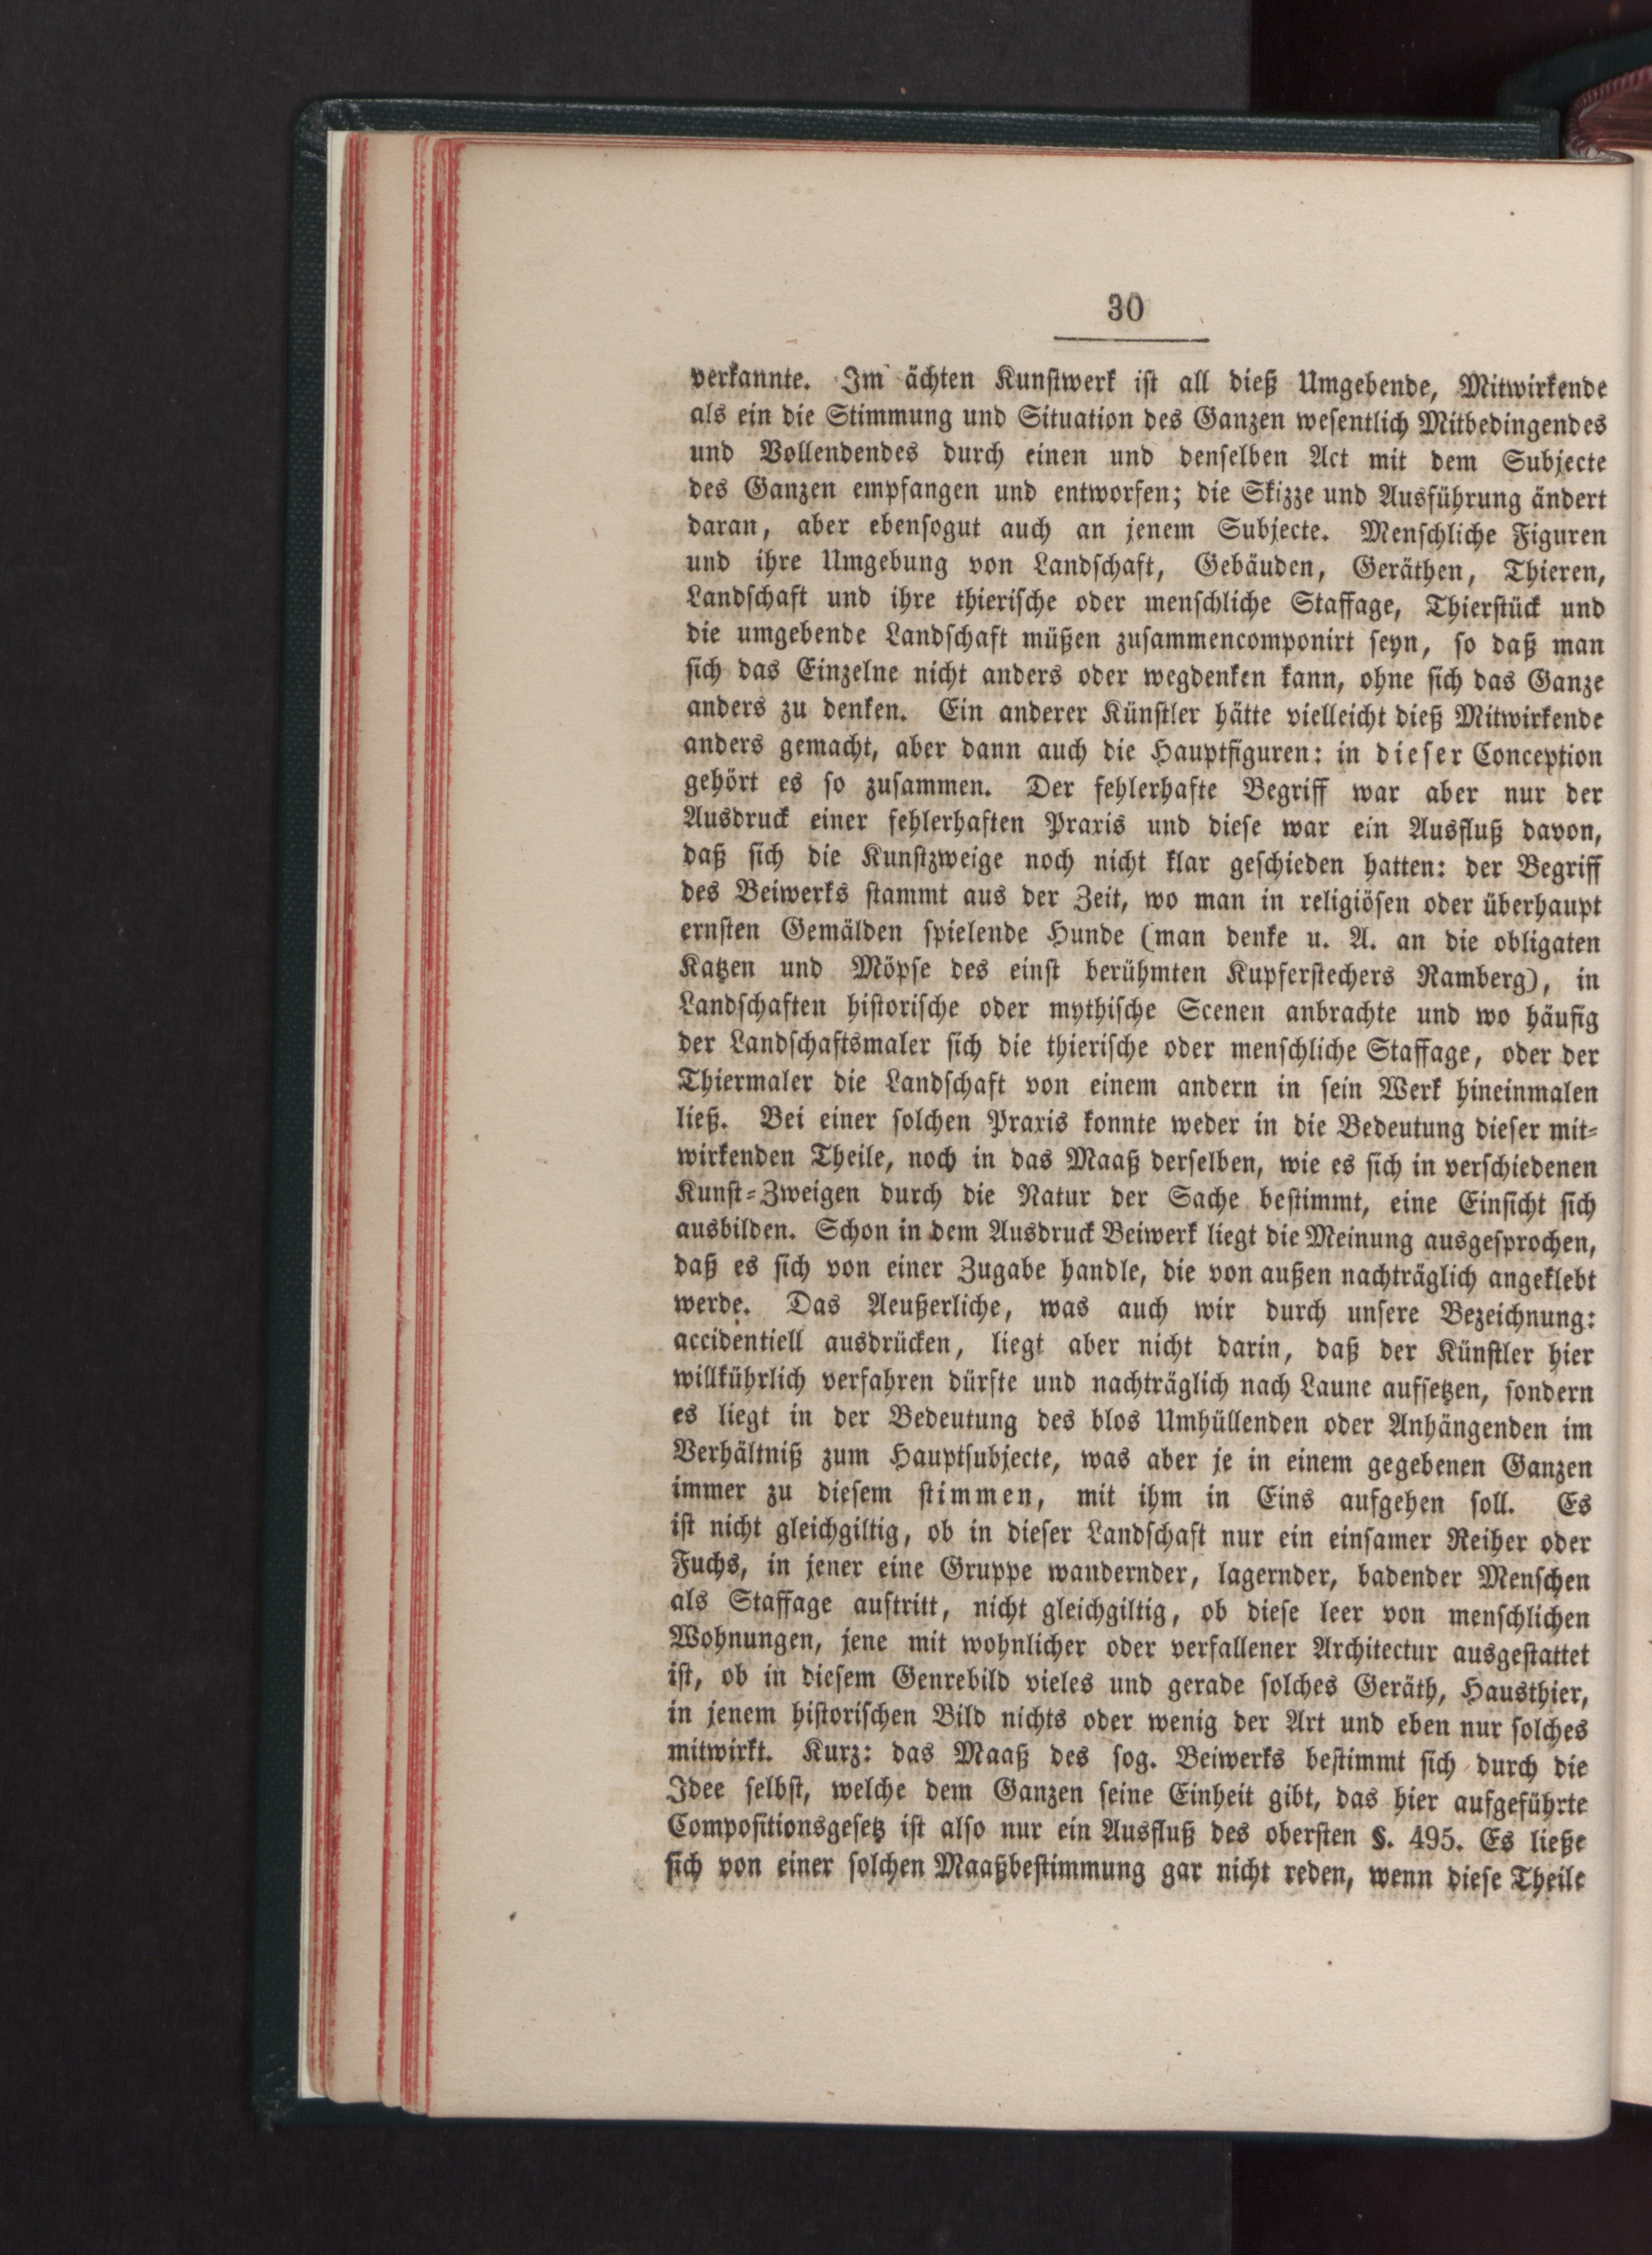 30
verkannte. Im ächten Kunstwerk ist all dieß Umgebende, Mitwirkende
als ein die Stimmung und Situation des Ganzen wesentlich Mitbedingendes
und Vollendendes durch einen und denselben Act mit dem Subjecte
des Ganzen empfangen und entworfen; die Skizze und Ausführung ändert
daran, aber ebensogut auch an jenem Subjecte. Menschliche Figuren
und ihre Umgebung von Landschaft, Gebäuden, Geräthen, Thieren,
Landschaft und ihre thierische oder menschliche Staffage, Thierstück und
die umgebende Landschaft müßen zusammencomponirt seyn, so daß man
sich das Einzelne nicht anders oder wegdenken kann, ohne sich das Ganze
anders zu denken. Ein anderer Künstler hätte vielleicht dieß Mitwirkende
anders gemacht, aber dann auch die Hauptfiguren: in dieser Conception
gehört es so zusammen. Der fehlerhafte Begriff war aber nur der
Ausdruck einer fehlerhaften Praxis und diese war ein Ausfluß davon,
daß sich die Kunstzweige noch nicht klar geschieden hatten: der Begriff
des Beiwerks stammt aus der Zeit, wo man in religiösen oder überhaupt
ernsten Gemälden spielende Hunde (man denke u. A. an die obligaten
Katzen und Möpse des einst berühmten Kupferstechers Ramberg), in
Landschaften historische oder mythische Scenen anbrachte und wo häufig
der Landschaftsmaler sich die thierische oder menschliche Staffage, oder der
Thiermaler die Landschaft von einem andern in sein Werk hineinmalen
ließ. Bei einer solchen Praxis konnte weder in die Bedeutung dieser mit-
wirkenden Theile, noch in das Maaß derselben, wie es sich in verschiedenen
Kunst-Zweigen durch die Natur der Sache bestimmt, eine Einsicht sich
ausbilden. Schon in dem Ausdruck Beiwerk liegt die Meinung ausgesprochen,
daß es sich von einer Zugabe handle, die von außen nachträglich angeklebt
werde. Das Aeußerliche, was auch wir durch unsere Bezeichnung:
accidentiell ausdrücken, liegt aber nicht darin, daß der Künstler hier
willkührlich verfahren dürfte und nachträglich nach Laune aufsetzen, sondern
es liegt in der Bedeutung des blos Umhüllenden oder Anhängenden im
Verhältniß zum Hauptsubjecte, was aber je in einem gegebenen Ganzen
immer zu diesem stimmen, mit ihm in Eins aufgehen soll. Es
ist nicht gleichgiltig, ob in dieser Landschaft nur ein einsamer Reiher oder
Fuchs, in jener eine Gruppe wandernder, lagernder, badender Menschen
als Staffage auftritt, nicht gleichgiltig, ob diese leer von menschlichen
Wohnungen, jene mit wohnlicher oder verfallener Architectur ausgestattet
ist, ob in diesem Genrebild vieles und gerade solches Geräth, Hausthier,
in jenem historischen Bild nichts oder wenig der Art und eben nur solches
mitwirkt. Kurz: das Maaß des sog. Beiwerks bestimmt sich durch die
Idee selbst, welche dem Ganzen seine Einheit gibt, das hier aufgeführte
Compositionsgesetz ist also nur ein Ausfluß des obersten §. 495. Es ließe
sich von einer solchen Maaßbestimmung gar nicht reden, wenn diese Theile